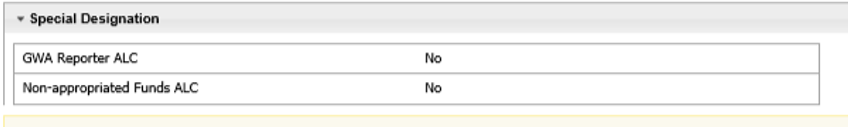 Special Designation
GWA Reporter ALC No
Non-appropriated Funds ALC No